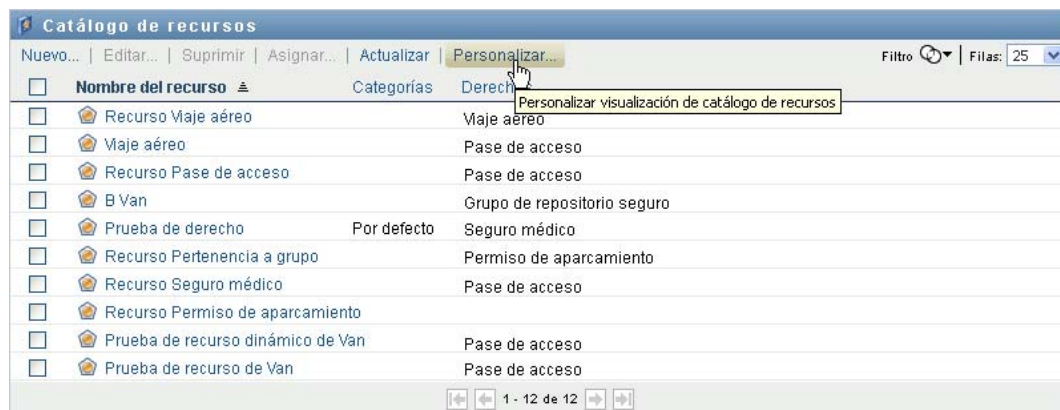 Catálogo de recursos
Nuevo... | Editar... | Suprimir | Asignar... | Actualizar | Personalizar... Filtro | Filas: 25
Nombre del recurso Categorías Derech
Personalizar visualización de catálogo de recursos
Recurso Viaje aéreo Viaje aéreo
Viaje aéreo Pase de acceso
Recurso Pase de acceso Pase de acceso
B Van Grupo de repositorio seguro
Prueba de derecho Por defecto Seguro médico
Recurso Pertenencia a grupo Permiso de aparcamiento
Recurso Seguro médico Pase de acceso
Recurso Permiso de aparcamiento
Prueba de recurso dinámico de Van Pase de acceso
Prueba de recurso de Van Pase de acceso
1 - 12 de 12